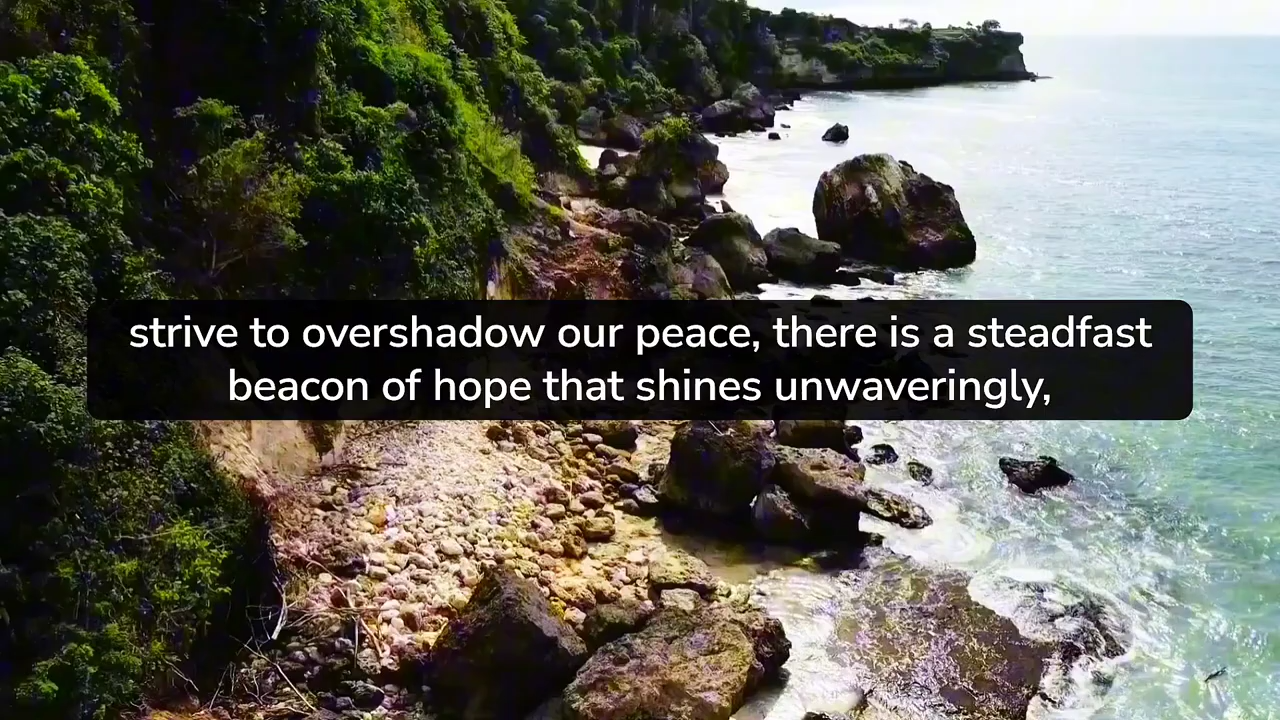 strive to overshadow our peace, there is a steadfast
beacon of hope that shines unwaveringly,